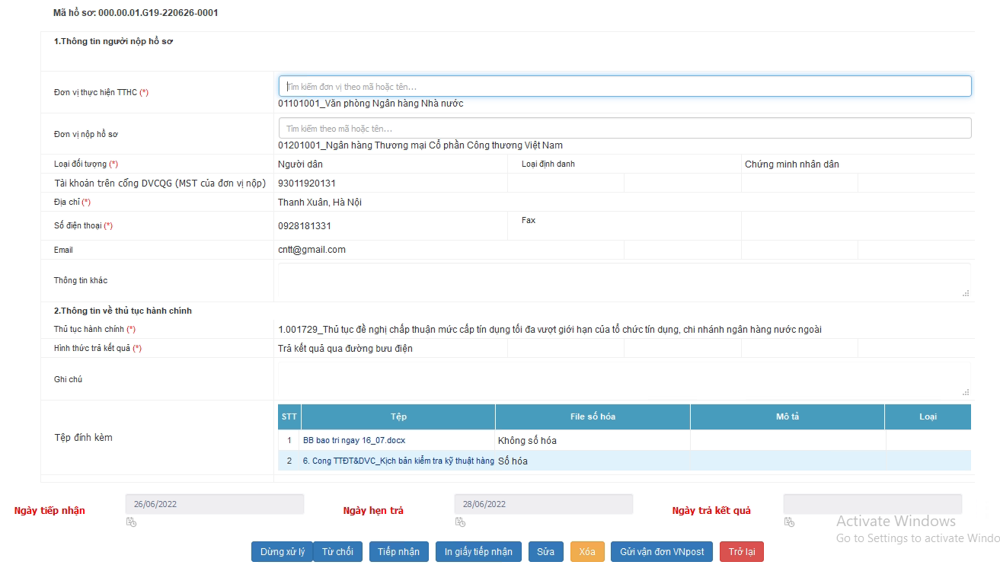 Mã hồ sơ: 000.00.01.G19-220626-0001
1.Thông tin người nộp hồ sơ
Đơn vị thực hiện TTHC (*)
Tìm kiếm đơn vị theo mã hoặc tên...
01101001_Văn phòng Ngân hàng Nhà nước
Đơn vị nộp hồ sơ
Tìm kiếm theo mã hoặc tên...
01201001_Ngân hàng Thương mại Cổ phần Công thương Việt Nam
Loại đối tượng (*) Người dân Loại định danh Chứng minh nhân dân
Tài khoản trên cổng DVCQG (MST của đơn vị nộp) 93011920131
Địa chỉ (*) Thanh Xuân, Hà Nội
Số điện thoại (*) 0928181331 Fax
Email cntt@gmail.com
Thông tin khác
2.Thông tin về thủ tục hành chính
Thủ tục hành chính (*) 1.001729_Thủ tục đề nghị chấp thuận mức cấp tín dụng tối đa vượt giới hạn của tổ chức tín dụng, chi nhánh ngân hàng nước ngoài
Hình thức trả kết quả (*) Trả kết quả qua đường bưu điện
Ghi chú
Tệp đính kèm
STT Tệp File số hóa Mô tả Loại
1 BB bao tri ngay 16_07.docx Không số hóa
2 6. Cong TTĐT&DVC_Kịch bản kiểm tra kỹ thuật hàng Số hóa
Ngày tiếp nhận 26/06/2022 Ngày hẹn trả 28/06/2022 Ngày trả kết quả
Activate Windows
Go to Settings to activate Windo
Dừng xử lý Từ chối Tiếp nhận In giấy tiếp nhận Sửa Xóa Gửi vận đơn VNpost Trở lại